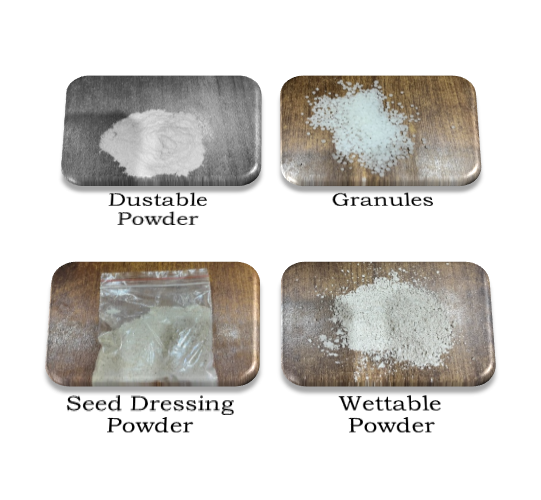 Dustable
Powder
Granules
Seed Dressing
Powder
Wettable
Powder